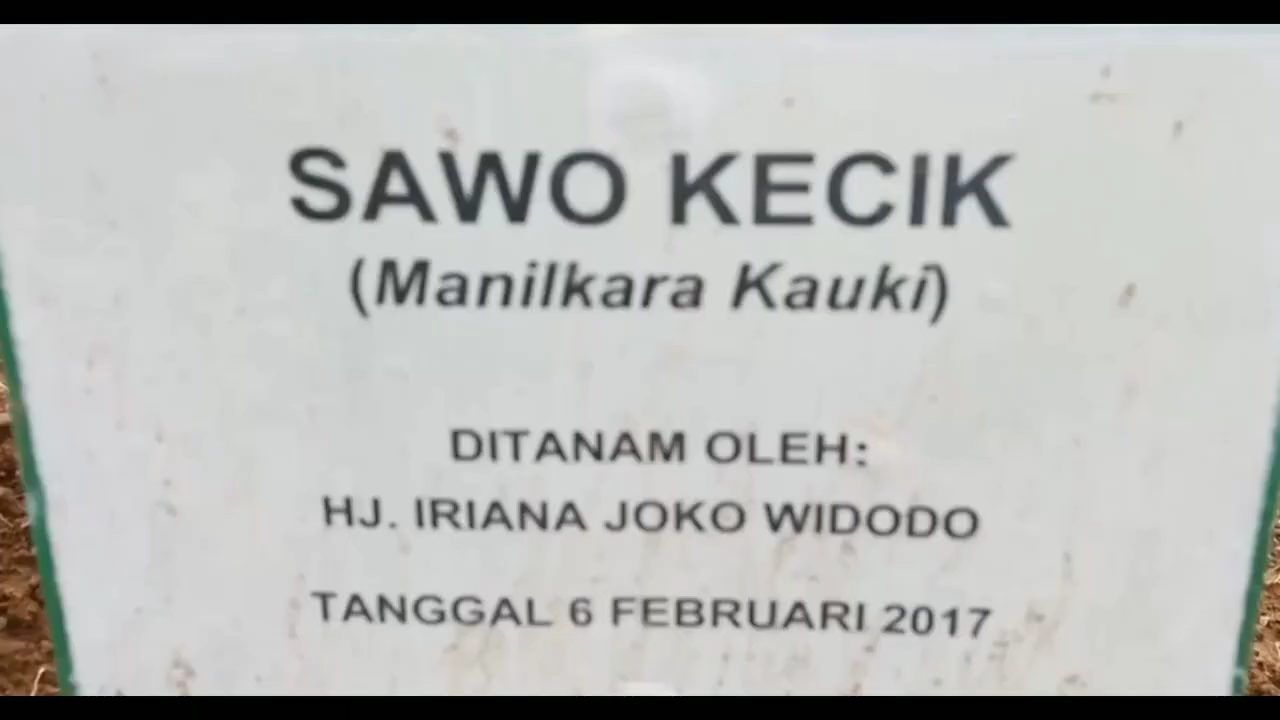 SAWO KECIK
(Manilkara Kauki)
DITANAM OLEH:
HJ. IRIANA JOKO WIDODO
TANGGAL 6 FEBRUARI 2017